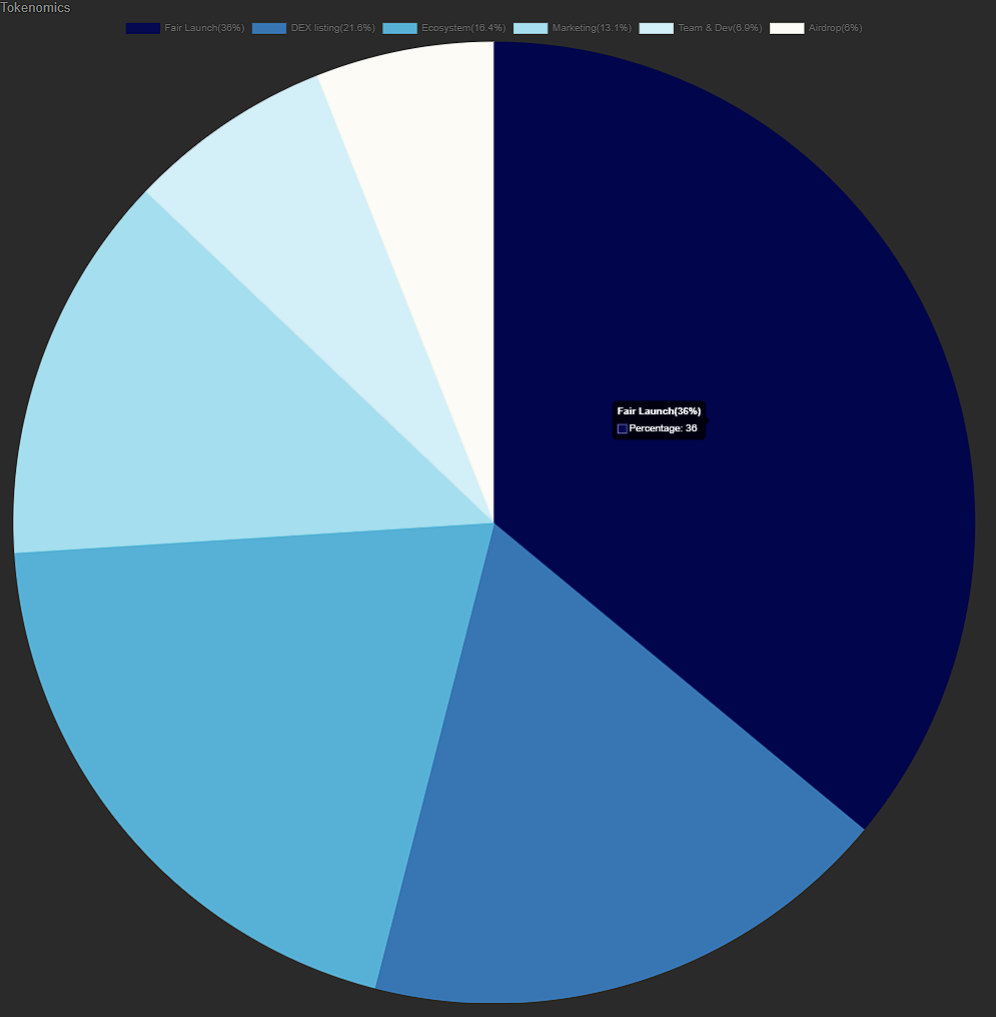 Tokenomics
Fair Launch(36%) DEX listing(21.6%) Ecosystem(16.4%) Marketing(13.1%) Team & Dev(6.9%) Airdrop(6%)
Fair Launch(36%)
Percentage: 36